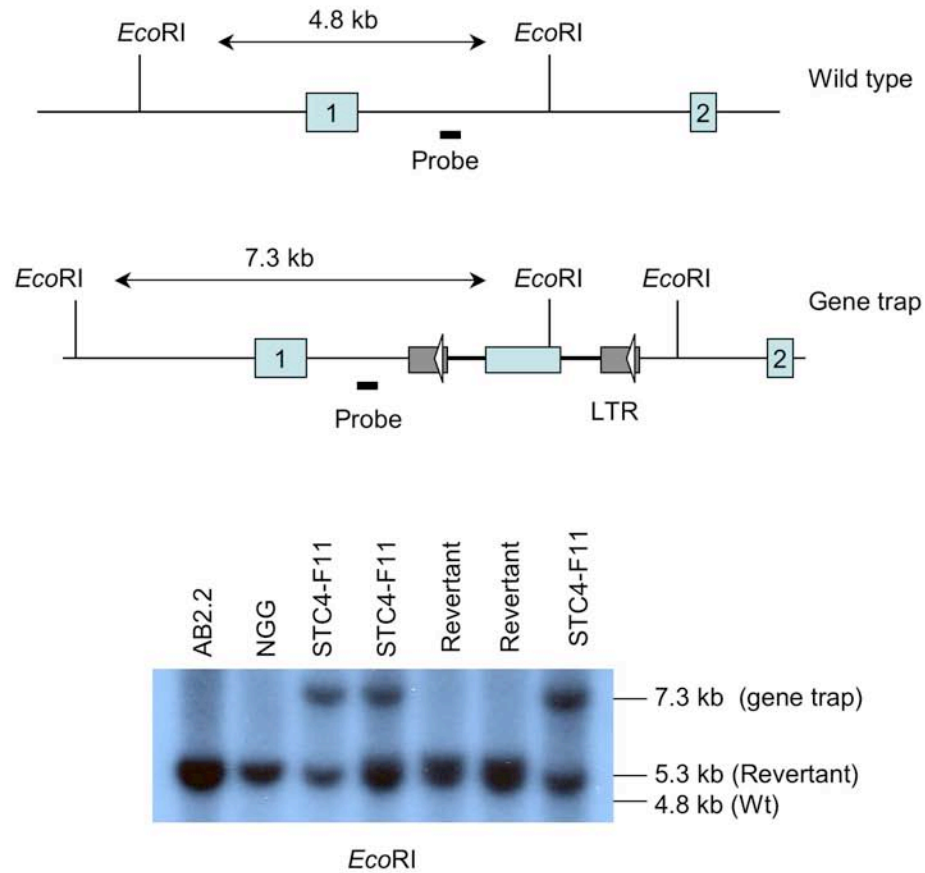 4.8 kb
EcoRI
EcoRI
Wild type
1
2
Probe
7.3 kb
EcoRI
EcoRI
EcoRI
Gene trap
1
2
Probe
LTR
AB2.2
NGG
STC4-F11
STC4-F11
Revertant
Revertant
STC4-F11
7.3 kb (gene trap)
5.3 kb (Revertant)
4.8 kb (Wt)
EcoRI